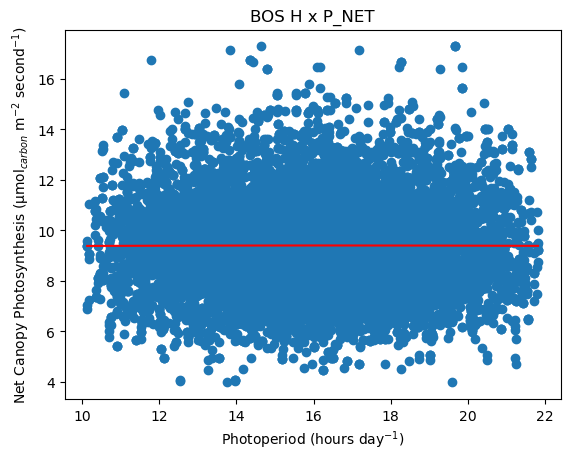 BOS H x P_NET
Net Canopy Photosynthesis (µmol_carbon m⁻² second⁻¹)
16
14
12
10
8
6
4
10 12 14 16 18 20 22
Photoperiod (hours day⁻¹)